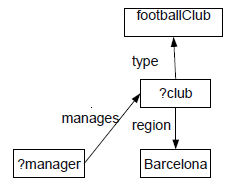 footballClub
type
?club
manages
region
?manager
Barcelona